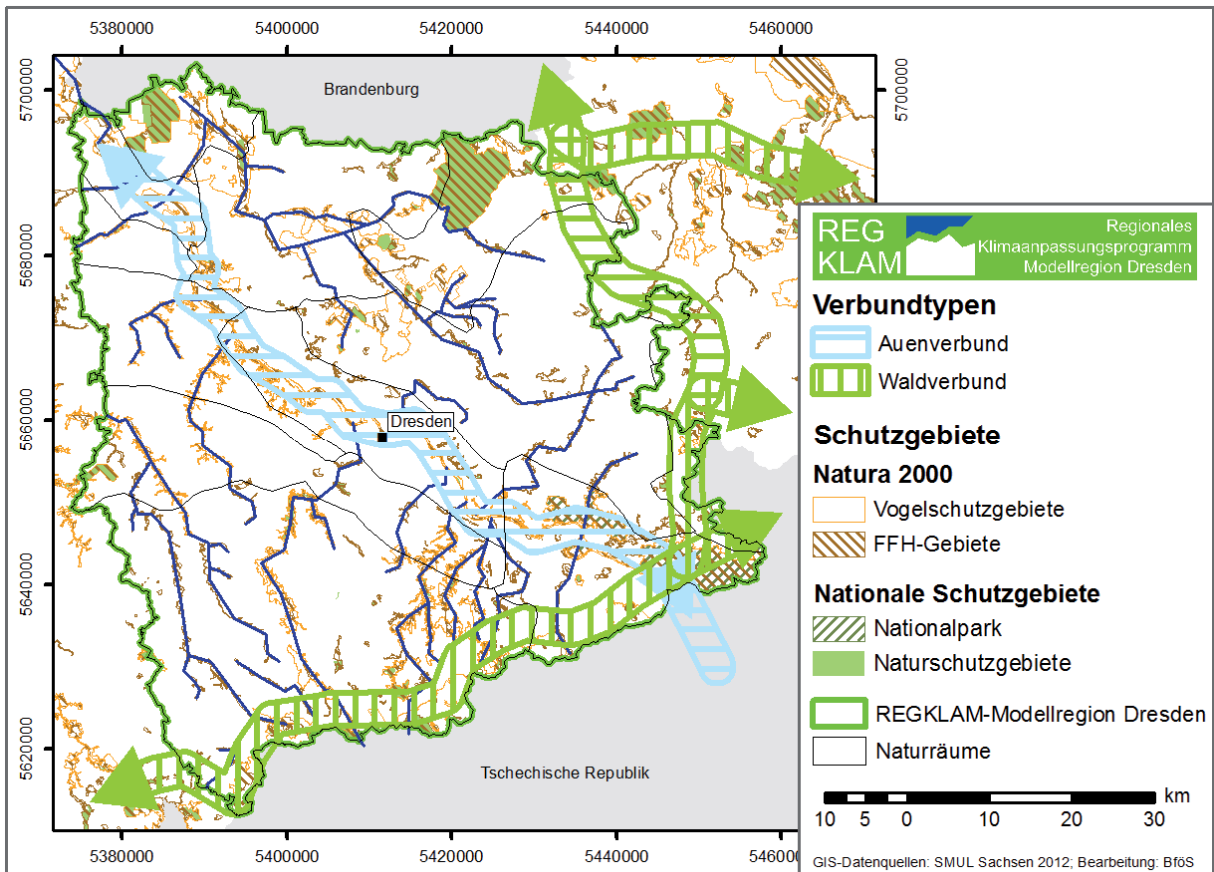 5380000 5400000 5420000 5440000 5460000
5700000
5680000
5660000
5640000
5620000
5700000
Brandenburg
Dresden
Tschechische Republik
5380000 5400000 5420000 5440000 5460000
REG
KLAM
Regionales
Klimaanpassungsprogramm
Modellregion Dresden
Verbundtypen
Auenverbund
Waldverbund
Schutzgebiete
Natura 2000
Vogelschutzgebiete
FFH-Gebiete
Nationale Schutzgebiete
Nationalpark
Naturschutzgebiete
REGKLAM-Modellregion Dresden
Naturräume
km
10 5 0 10 20 30
GIS-Datenquellen: SMUL Sachsen 2012; Bearbeitung: BföS